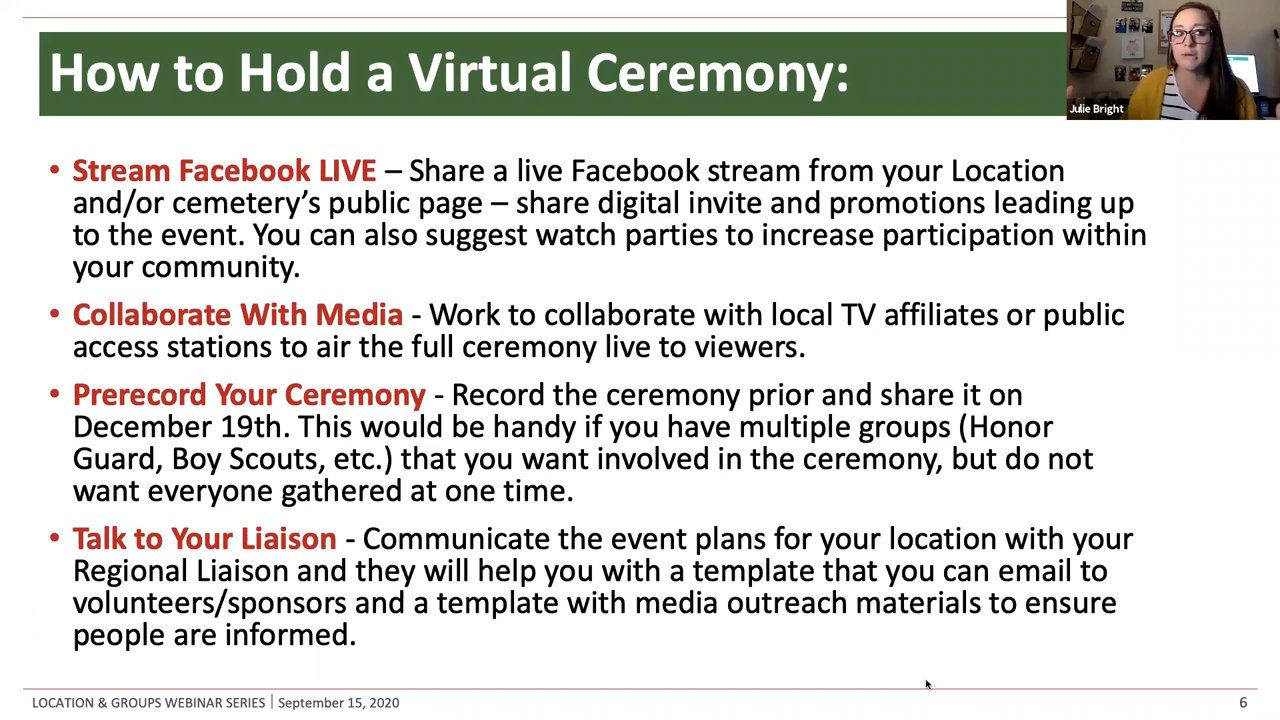 How to Hold a Virtual Ceremony:
Julie Bright
• Stream Facebook LIVE – Share a live Facebook stream from your Location
and/or cemetery’s public page – share digital invite and promotions leading up
to the event. You can also suggest watch parties to increase participation within
your community.
• Collaborate With Media - Work to collaborate with local TV affiliates or public
access stations to air the full ceremony live to viewers.
• Prerecord Your Ceremony - Record the ceremony prior and share it on
December 19th. This would be handy if you have multiple groups (Honor
Guard, Boy Scouts, etc.) that you want involved in the ceremony, but do not
want everyone gathered at one time.
• Talk to Your Liaison - Communicate the event plans for your location with your
Regional Liaison and they will help you with a template that you can email to
volunteers/sponsors and a template with media outreach materials to ensure
people are informed.
LOCATION & GROUPS WEBINAR SERIES | September 15, 2020
6